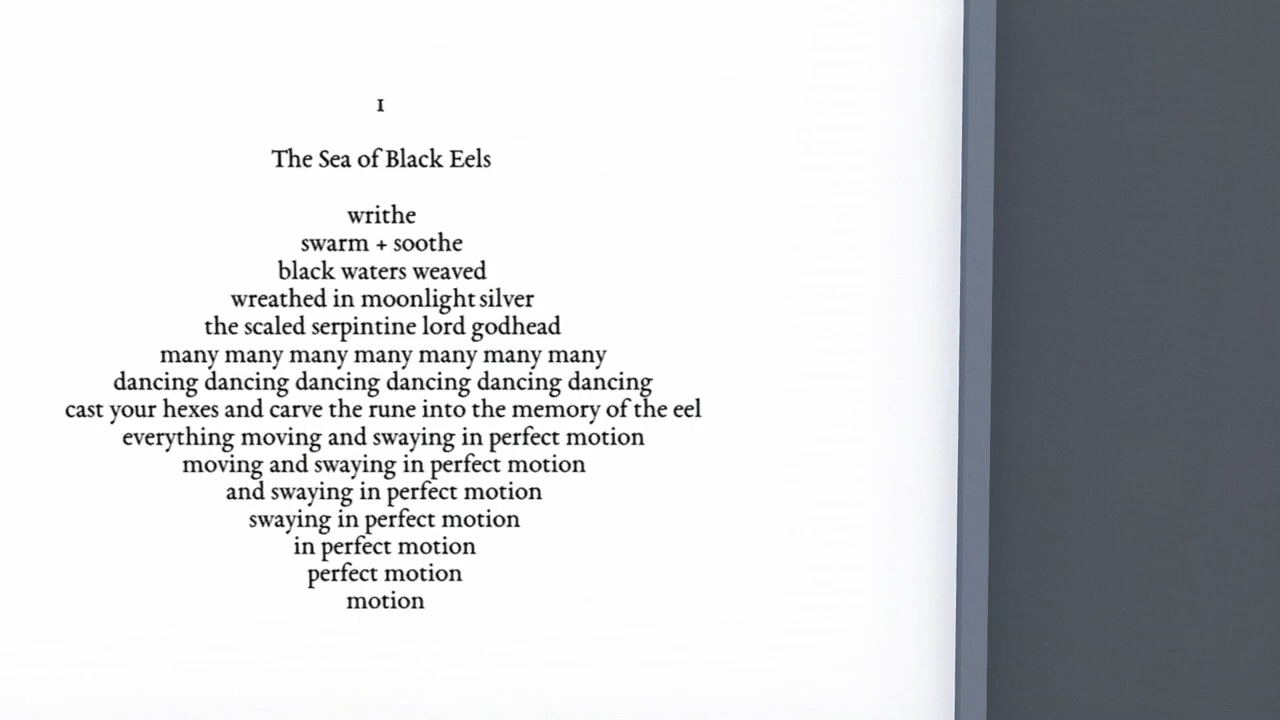 1
The Sea of Black Eels
writhe
swarm + soothe
black waters weaved
wreathed in moonlight silver
the scaled serpintine lord godhead
many many many many many many many
dancing dancing dancing dancing dancing dancing
cast your hexes and carve the rune into the memory of the eel
everything moving and swaying in perfect motion
moving and swaying in perfect motion
and swaying in perfect motion
swaying in perfect motion
in perfect motion
perfect motion
motion